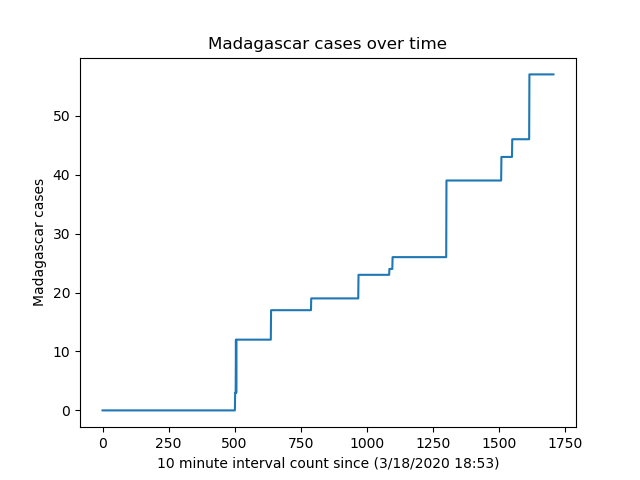 Madagascar cases over time
Madagascar cases
50
40
30
20
10
0
0 250 500 750 1000 1250 1500 1750
10 minute interval count since (3/18/2020 18:53)